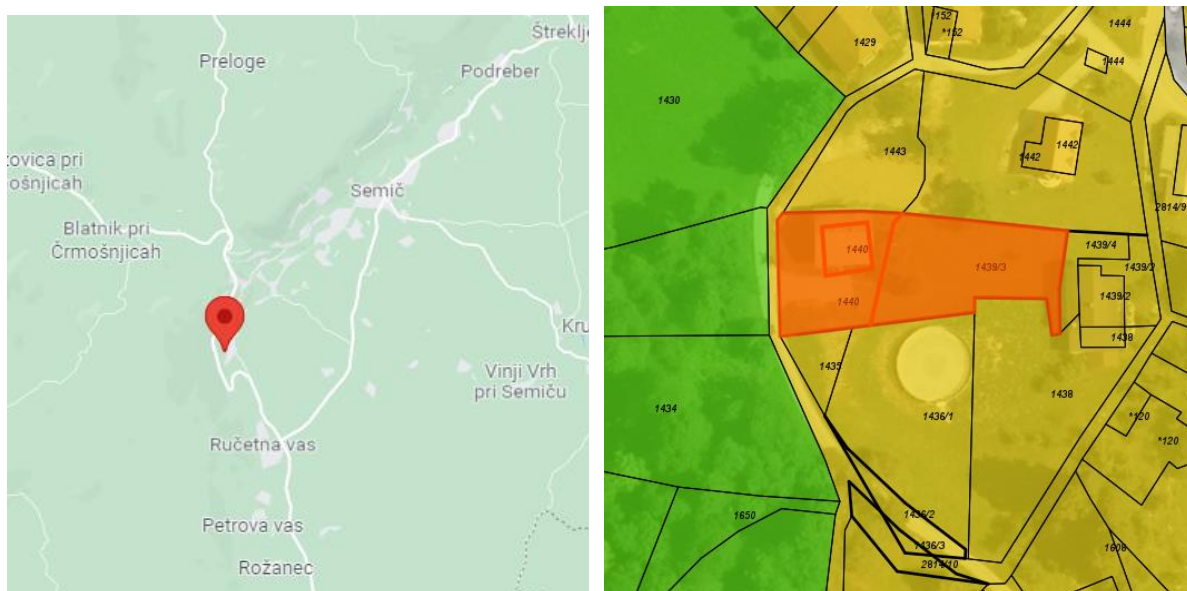 Štreklje
Preloge
Podreber
tovica pri
ošnjicah
Semič
Blatnik pri
Črmošnjicah
Kru
Vinji Vrh
pri Semiču
Ručetna vas
Petrova vas
Rožanec
*152
*152
1444
1429
1444
1430
1442
1443
1442
2814/9
1440
1439/4
1439/3
1439/2
1439/2
1440
1438
1435
1438
1434
1436/1
*120
*120
1650
1436/2
1436/3
1608
2814/10